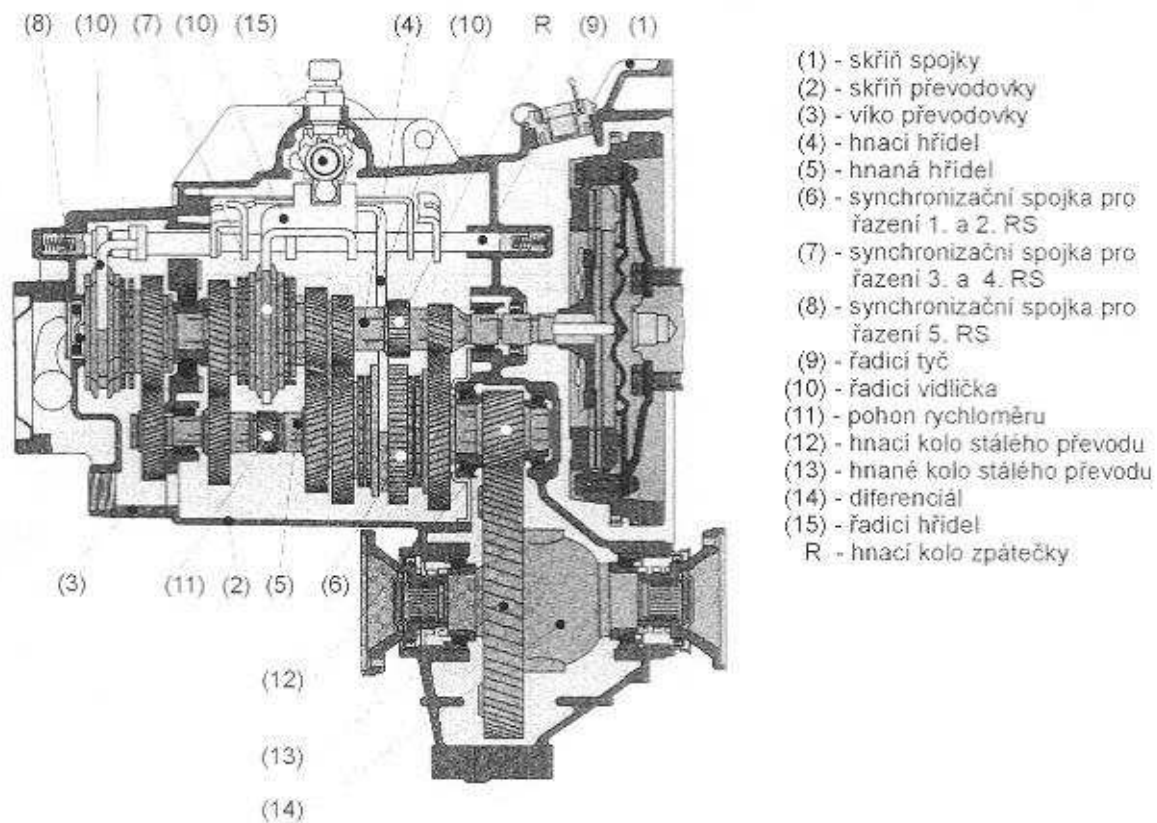 (8) (10) (7) (10) (15) (4) (10) R (9) (1)
(1) - skříň spojky
(2) - skříň převodovky
(3) - víko převodovky
(4) - hnací hřídel
(5) - hnaná hřídel
(6) - synchronizační spojka pro
řazení 1. a 2. RS
(7) - synchronizační spojka pro
řazení 3. a 4. RS
(8) - synchronizační spojka pro
řazení 5. RS
(9) - řadicí tyč
(10) - řadicí vidlička
(11) - pohon rychloměru
(12) - hnací kolo stálého převodu
(13) - hnané kolo stálého převodu
(14) - diferenciál
(15) - řadicí hřídel
R - hnací kolo zpátečky
(3) (11) (2) (5) (6)
(12)
(13)
(14)